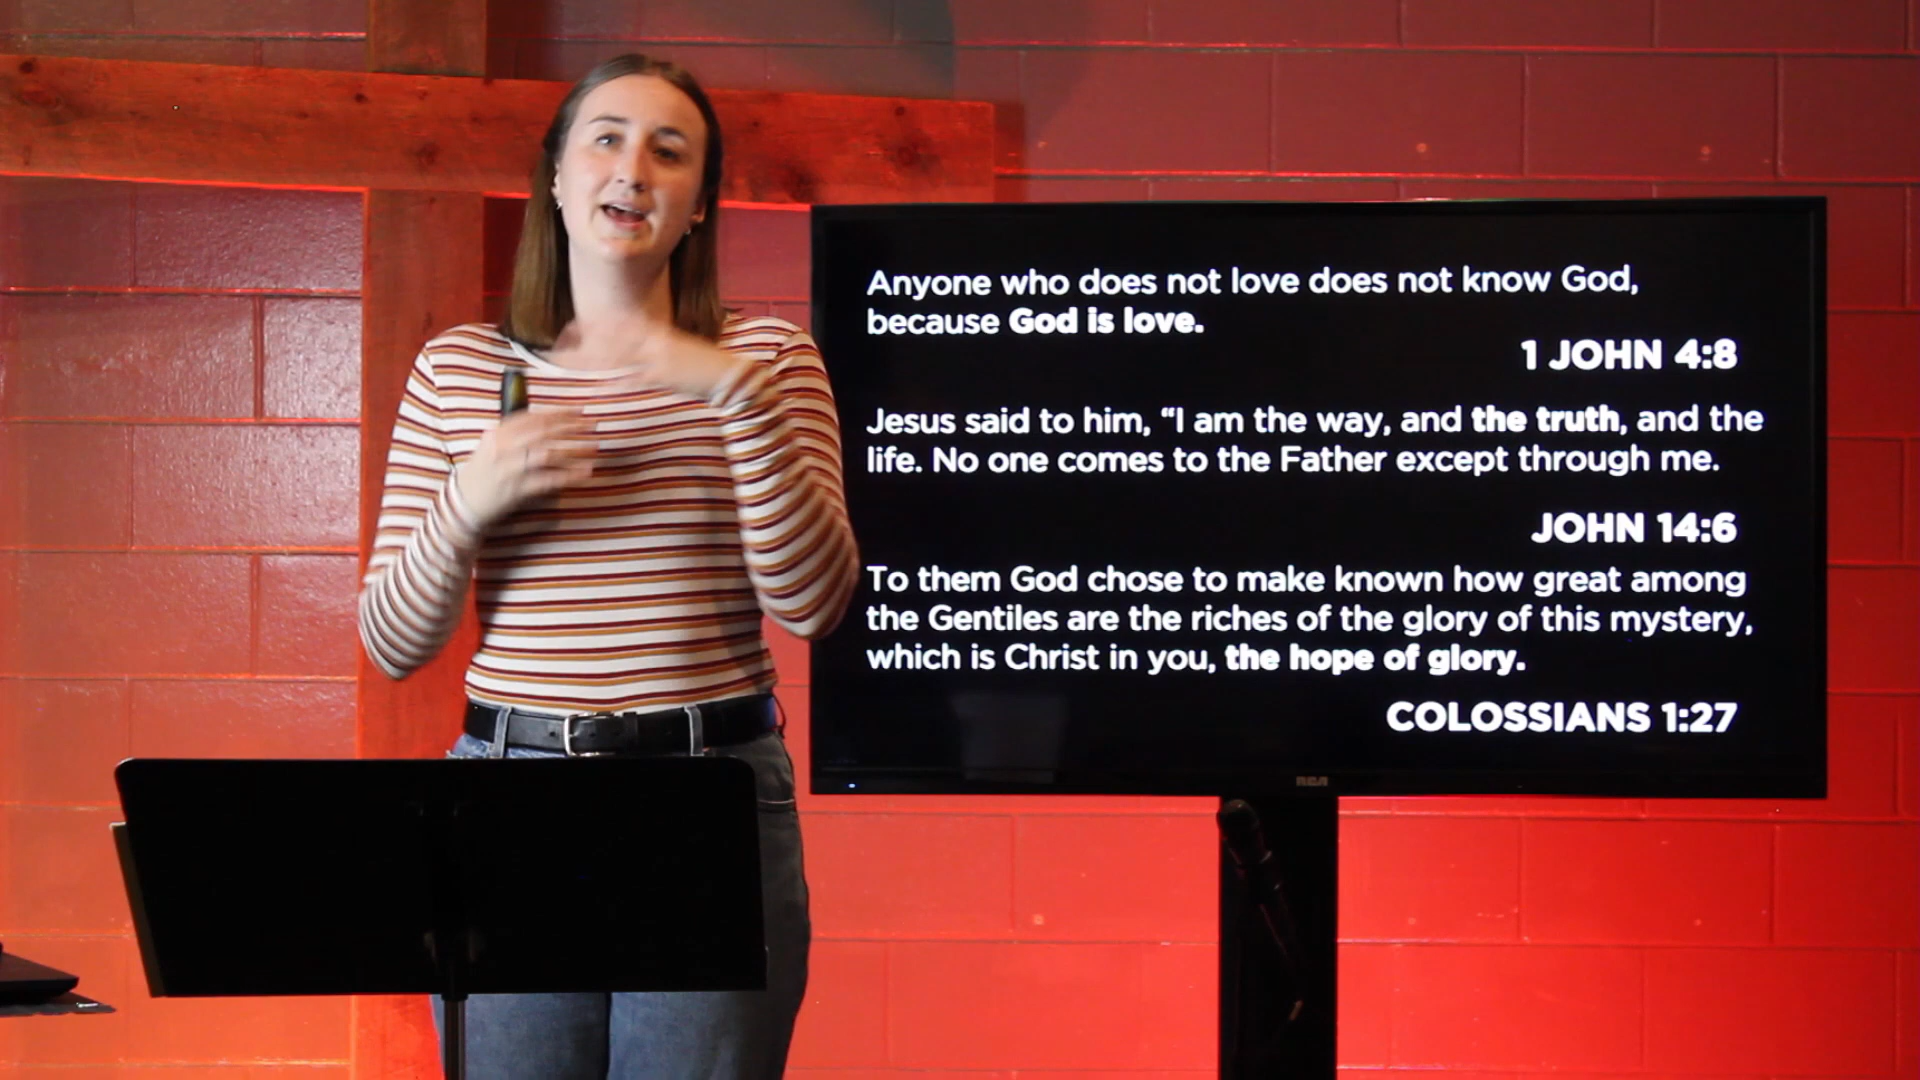 Anyone who does not love does not know God,
because God is love.
1 JOHN 4:8
Jesus said to him, “I am the way, and the truth, and the
life. No one comes to the Father except through me.
JOHN 14:6
To them God chose to make known how great among
the Gentiles are the riches of the glory of this mystery,
which is Christ in you, the hope of glory.
COLOSSIANS 1:27
RCA